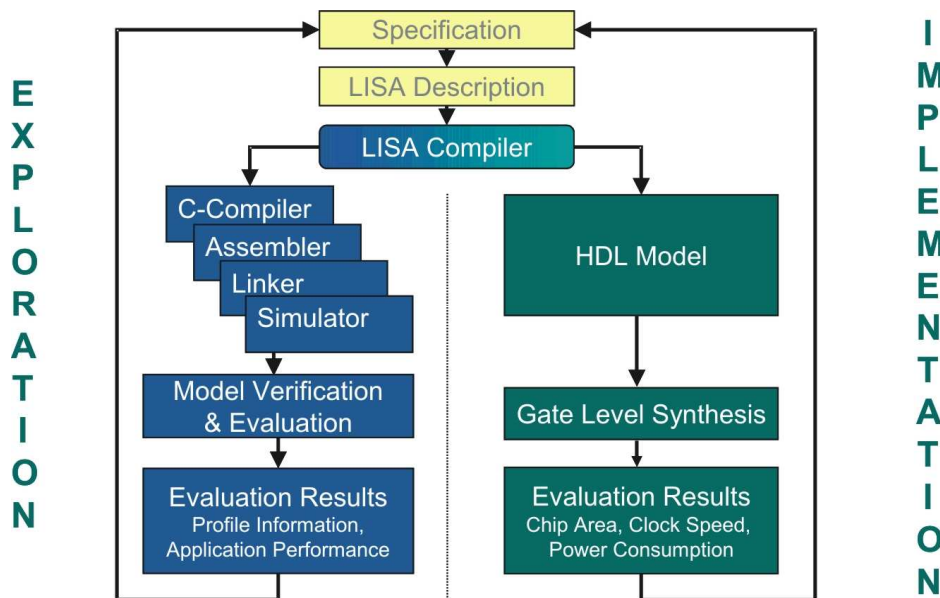 Specification
LISA Description
LISA Compiler
EXPLORATION
C-Compiler
Assembler
Linker
Simulator
Model Verification
& Evaluation
Evaluation Results
Profile Information,
Application Performance
HDL Model
Gate Level Synthesis
Evaluation Results
Chip Area, Clock Speed,
Power Consumption
IMPLEMENTATION